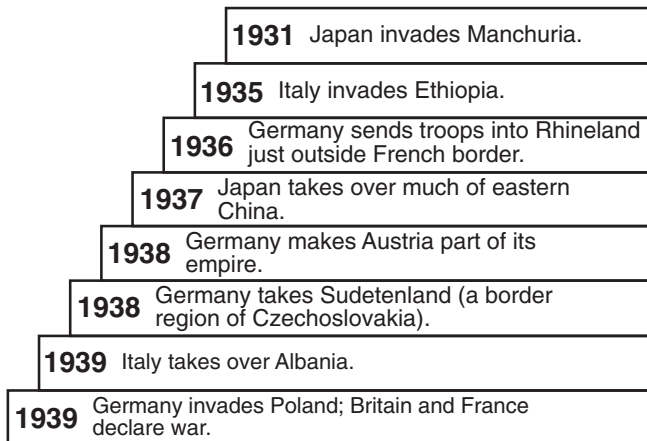 1931 Japan invades Manchuria.
1935 Italy invades Ethiopia.
1936 Germany sends troops into Rhineland
just outside French border.
1937 Japan takes over much of eastern
China.
1938 Germany makes Austria part of its
empire.
1938 Germany takes Sudetenland (a border
region of Czechoslovakia).
1939 Italy takes over Albania.
1939 Germany invades Poland; Britain and France
declare war.